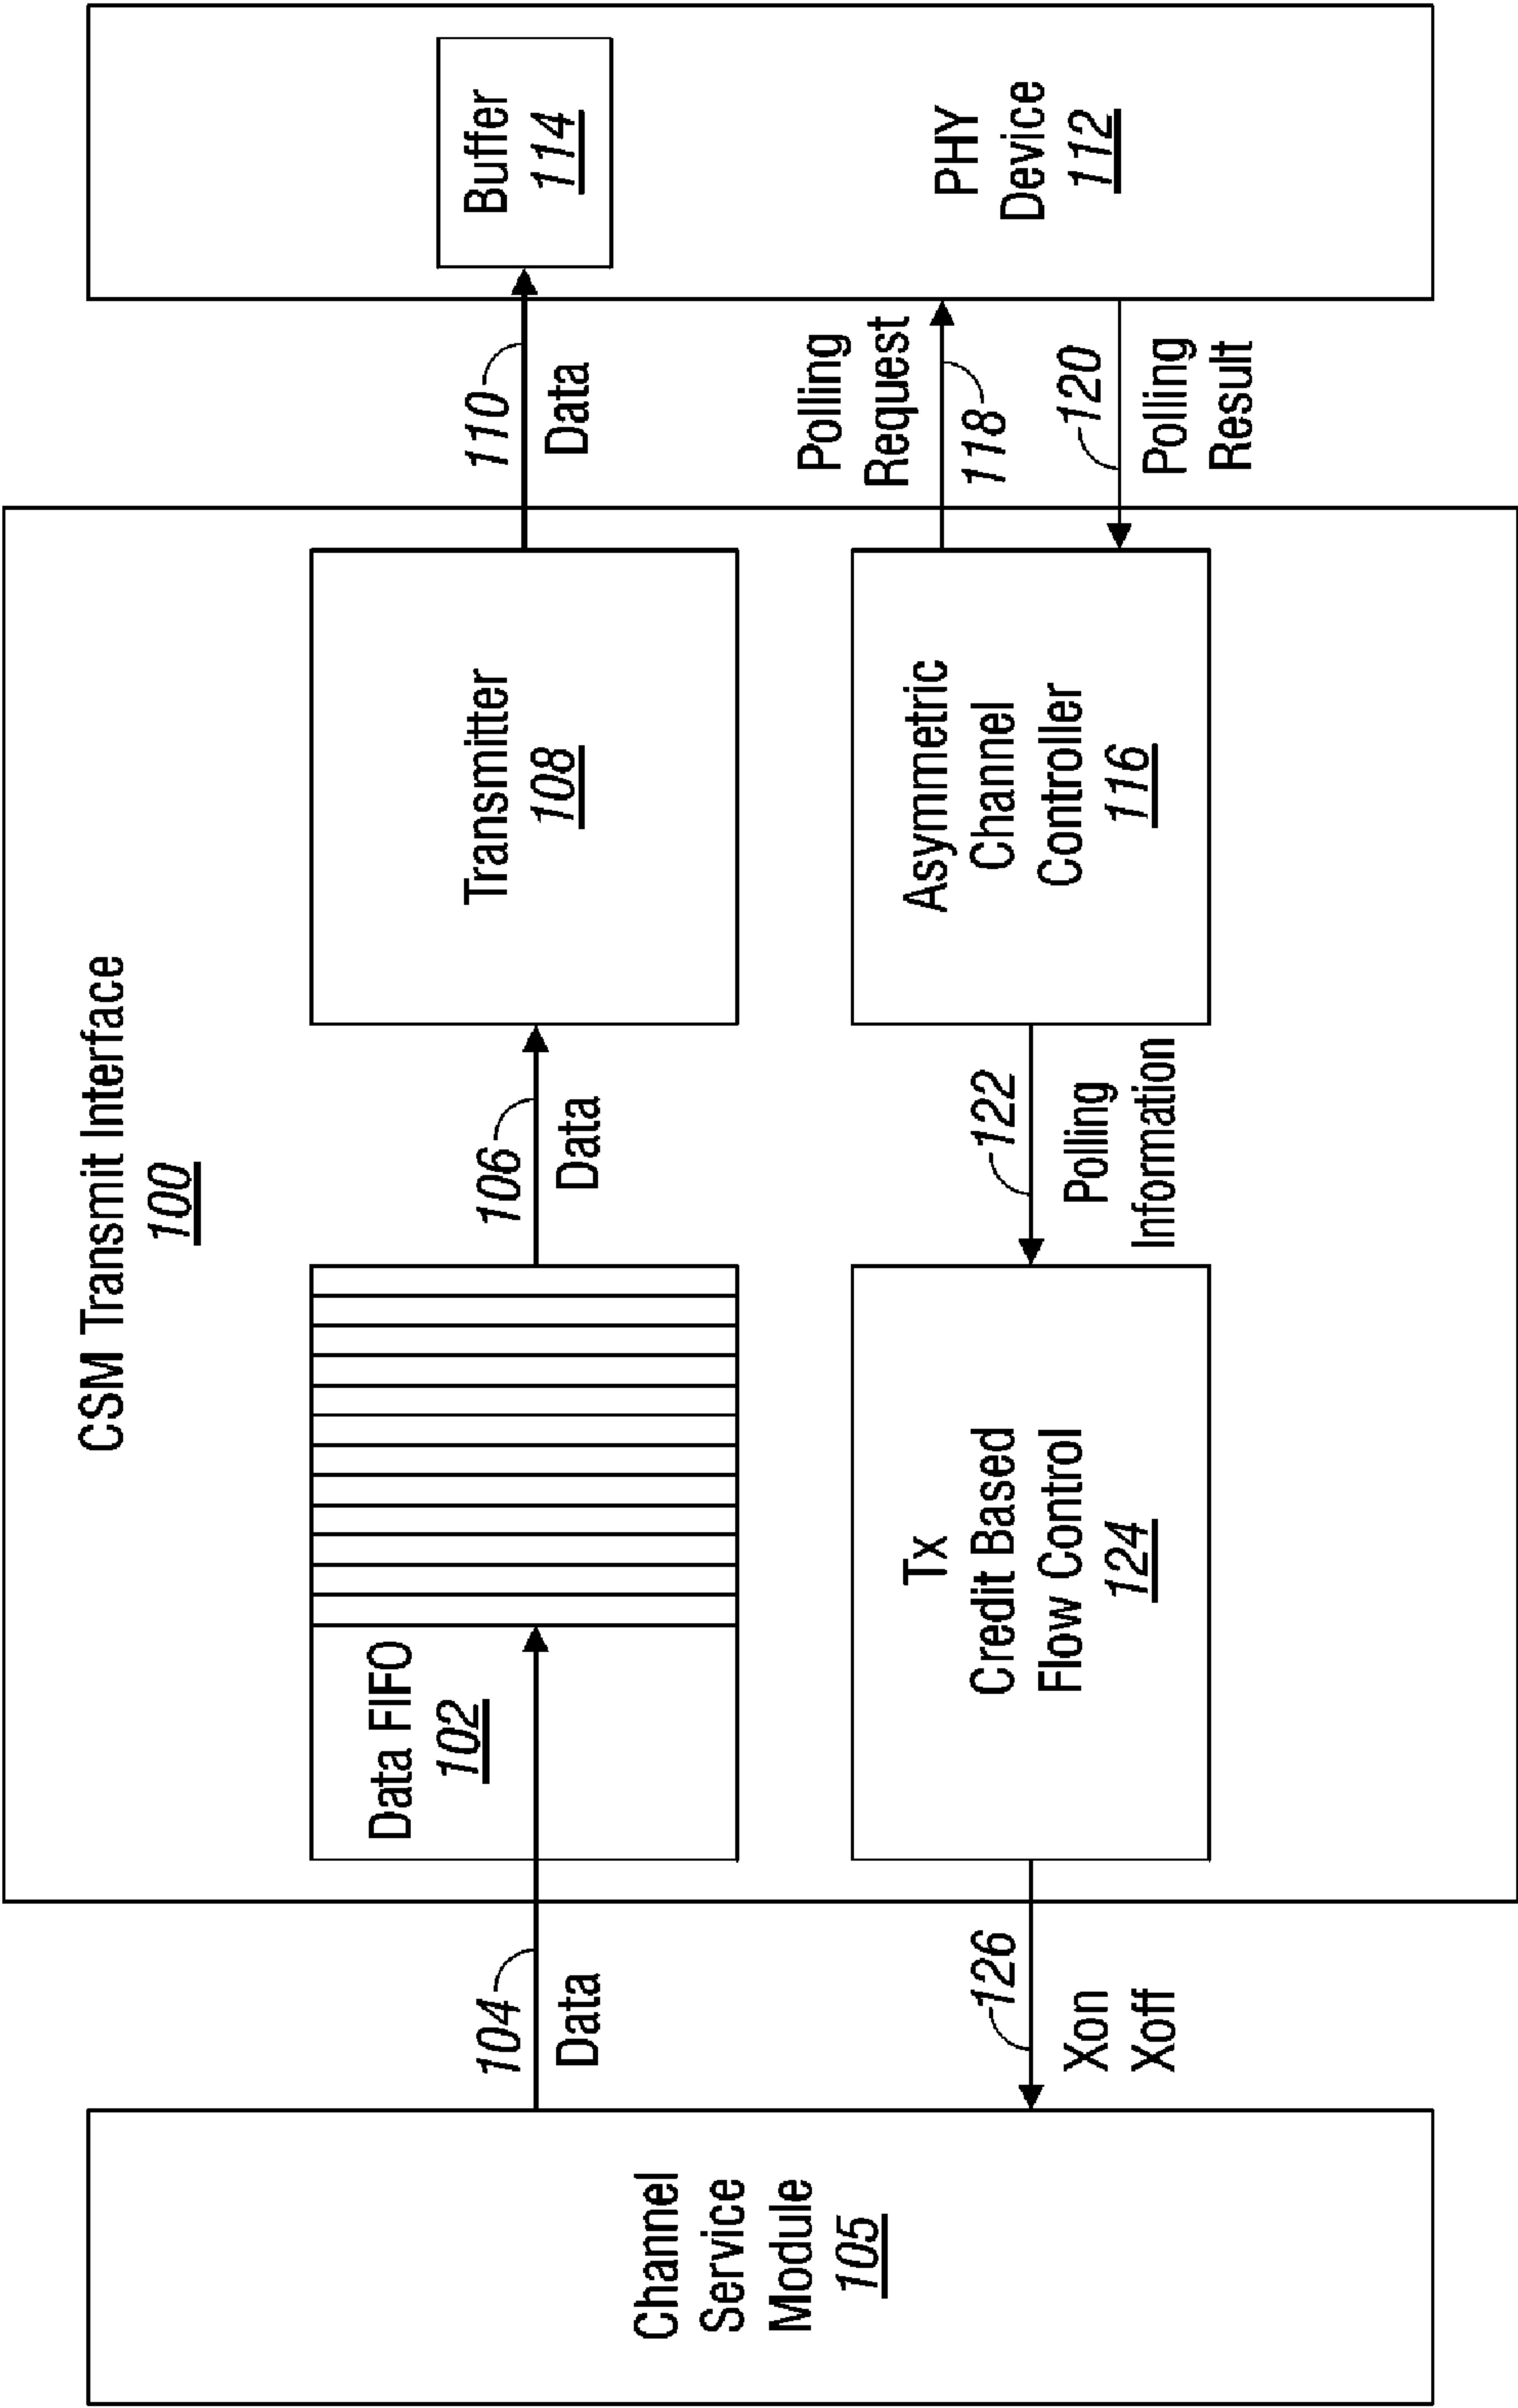 CSM Transmit Interface
100
Channel
Service
Module
105
104
Data
Data FIFO
102
106
Data
Transmitter
108
110
Data
Buffer
114
PHY
Device
112
126
Xon
Xoff
Tx
Credit Based
Flow Control
124
122
Polling
Information
Asymmetric
Channel
Controller
116
Polling
Request
118
120
Polling
Result